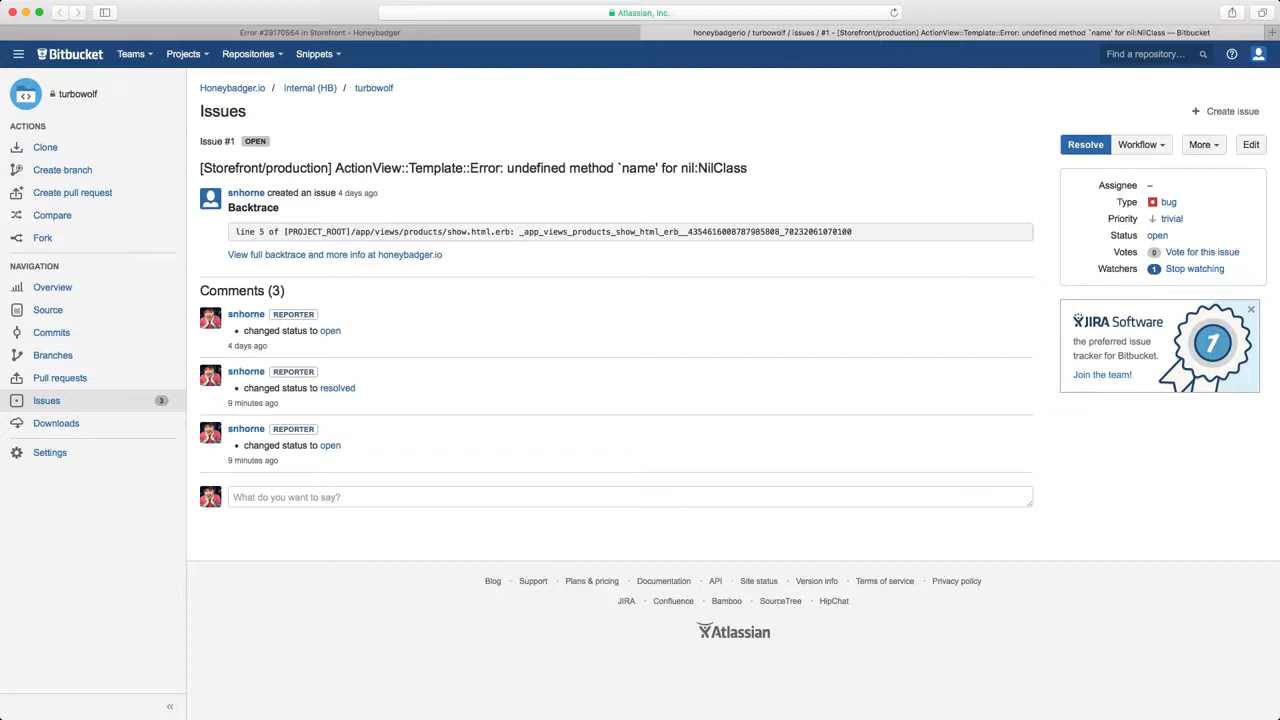 Atlassian, Inc.
Error #29170564 in Storefront - Honeybadger
honeybadgerio / turbowolf / issues / #1 - [Storefront/production] ActionView::Template::Error: undefined method `name' for nil:NilClass — Bitbucket
Bitbucket Teams Projects Repositories Snippets Find a repository...
turbowolf
ACTIONS
Clone
Create branch
Create pull request
Compare
Fork
NAVIGATION
Overview
Source
Commits
Branches
Pull requests
Issues 3
Downloads
Settings
Honeybadger.io / Internal (HB) / turbowolf
Issues
+ Create issue
Issue #1 OPEN
Resolve Workflow More Edit
[Storefront/production] ActionView::Template::Error: undefined method `name' for nil:NilClass
snhorne created an issue 4 days ago
Backtrace
line 5 of [PROJECT_ROOT]/app/views/products/show.html.erb: _app_views_products_show_html_erb__4354616008787985808_70232061070100
View full backtrace and more info at honeybadger.io
Comments (3)
snhorne REPORTER
• changed status to open
4 days ago
snhorne REPORTER
• changed status to resolved
9 minutes ago
snhorne REPORTER
• changed status to open
9 minutes ago
What do you want to say?
Assignee –
Type bug
Priority trivial
Status open
Votes 0 Vote for this issue
Watchers 1 Stop watching
JIRA Software
the preferred issue
tracker for Bitbucket.
Join the team!
1
Blog · Support · Plans & pricing · Documentation · API · Site status · Version info · Terms of service · Privacy policy
JIRA · Confluence · Bamboo · SourceTree · HipChat
Atlassian